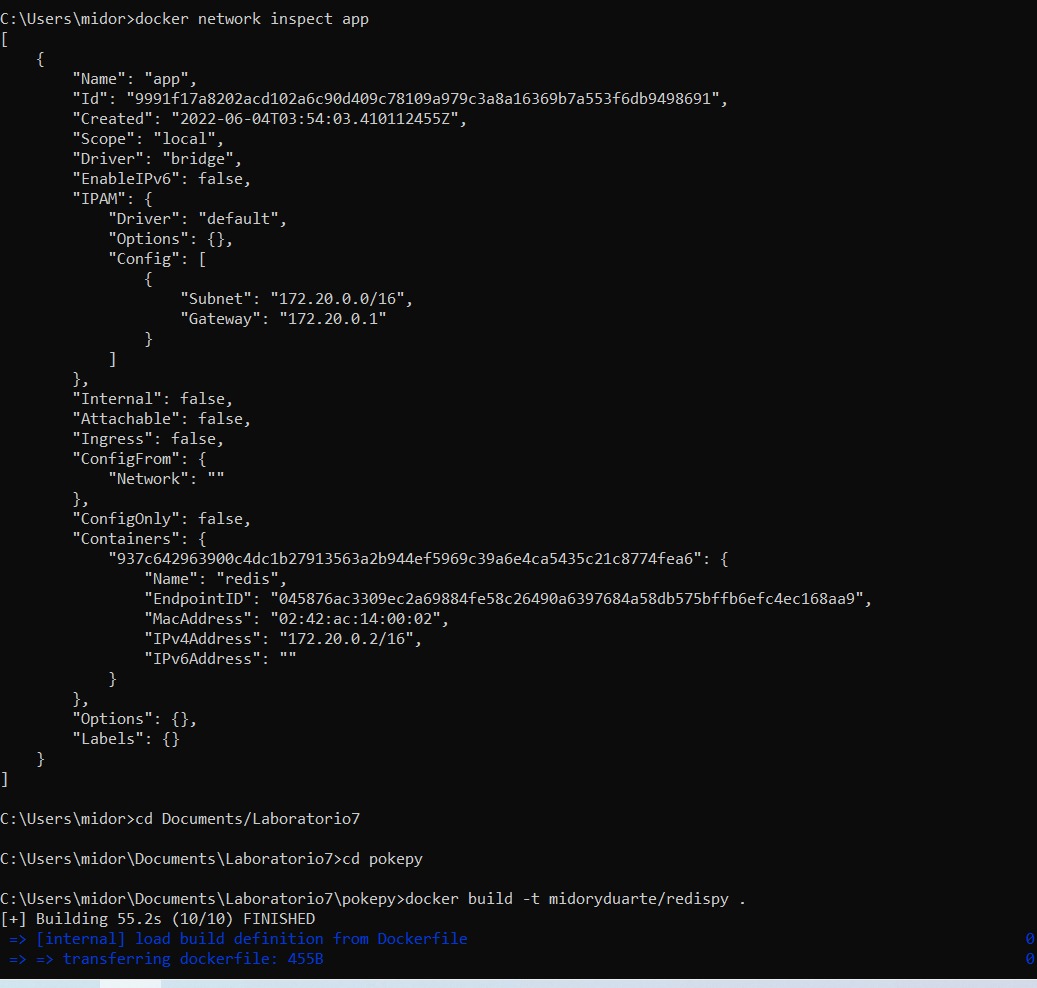 C:\Users\midor>docker network inspect app
[
    {
        "Name": "app",
        "Id": "9991f17a8202acd102a6c90d409c78109a979c3a8a16369b7a553f6db9498691",
        "Created": "2022-06-04T03:54:03.410112455Z",
        "Scope": "local",
        "Driver": "bridge",
        "EnableIPv6": false,
        "IPAM": {
            "Driver": "default",
            "Options": {},
            "Config": [
                {
                    "Subnet": "172.20.0.0/16",
                    "Gateway": "172.20.0.1"
                }
            ]
        },
        "Internal": false,
        "Attachable": false,
        "Ingress": false,
        "ConfigFrom": {
            "Network": ""
        },
        "ConfigOnly": false,
        "Containers": {
            "937c642963900c4dc1b27913563a2b944ef5969c39a6e4ca5435c21c8774fea6": {
                "Name": "redis",
                "EndpointID": "045876ac3309ec2a69884fe58c26490a6397684a58db575bffb6efc4ec168aa9",
                "MacAddress": "02:42:ac:14:00:02",
                "IPv4Address": "172.20.0.2/16",
                "IPv6Address": ""
            }
        },
        "Options": {},
        "Labels": {}
    }
]
C:\Users\midor>cd Documents/Laboratorio7
C:\Users\midor\Documents\Laboratorio7>cd pokepy
C:\Users\midor\Documents\Laboratorio7\pokepy>docker build -t midoryduarte/redispy .
[+] Building 55.2s (10/10) FINISHED
 => [internal] load build definition from Dockerfile 0
 => => transferring dockerfile: 455B 0